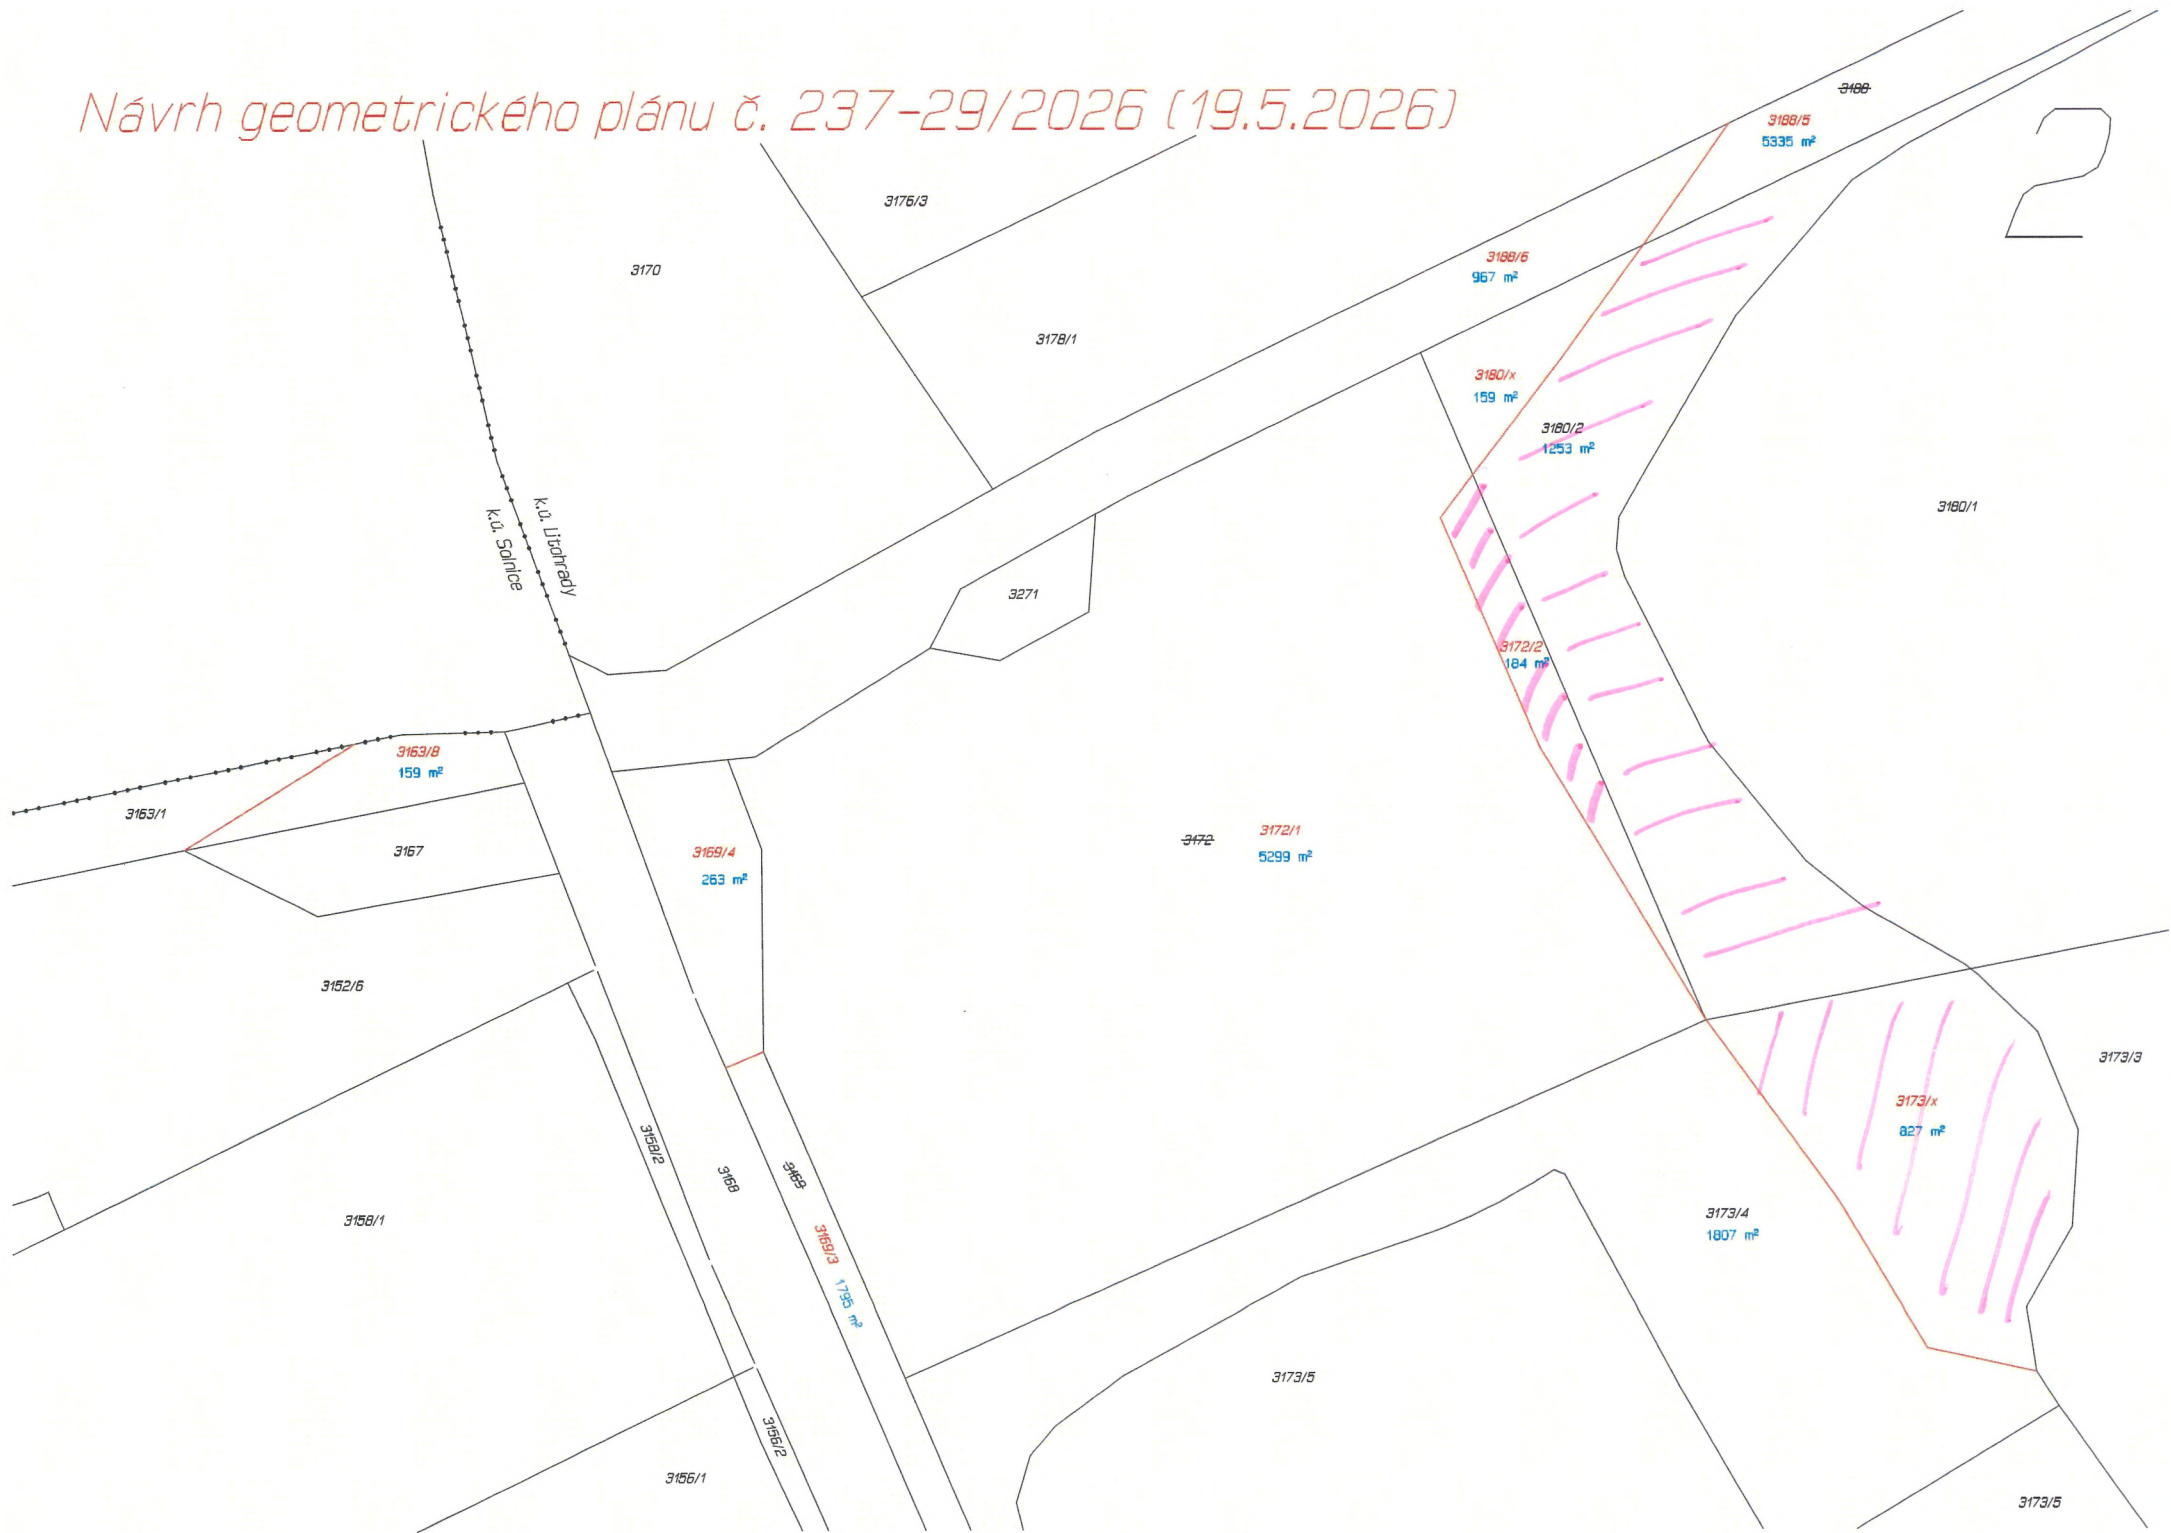 Návrh geometrického plánu č. 237-29/2026 (19.5.2026)
2
3188
3188/5
5335 m²
3176/3
3170
3188/6
967 m²
3178/1
3180/x
159 m²
3180/2
1253 m²
3180/1
k.ú. Litohrady
k.ú. Solnice
3271
3172/2
184 m²
3163/8
159 m²
3163/1
3167
3169/4
263 m²
3172
3172/1
5299 m²
3152/6
3173/3
3173/x
827 m²
3158/2
3168
3169
3158/1
3173/4
1807 m²
3169/3
1795 m²
3173/5
3156/2
3156/1
3173/5